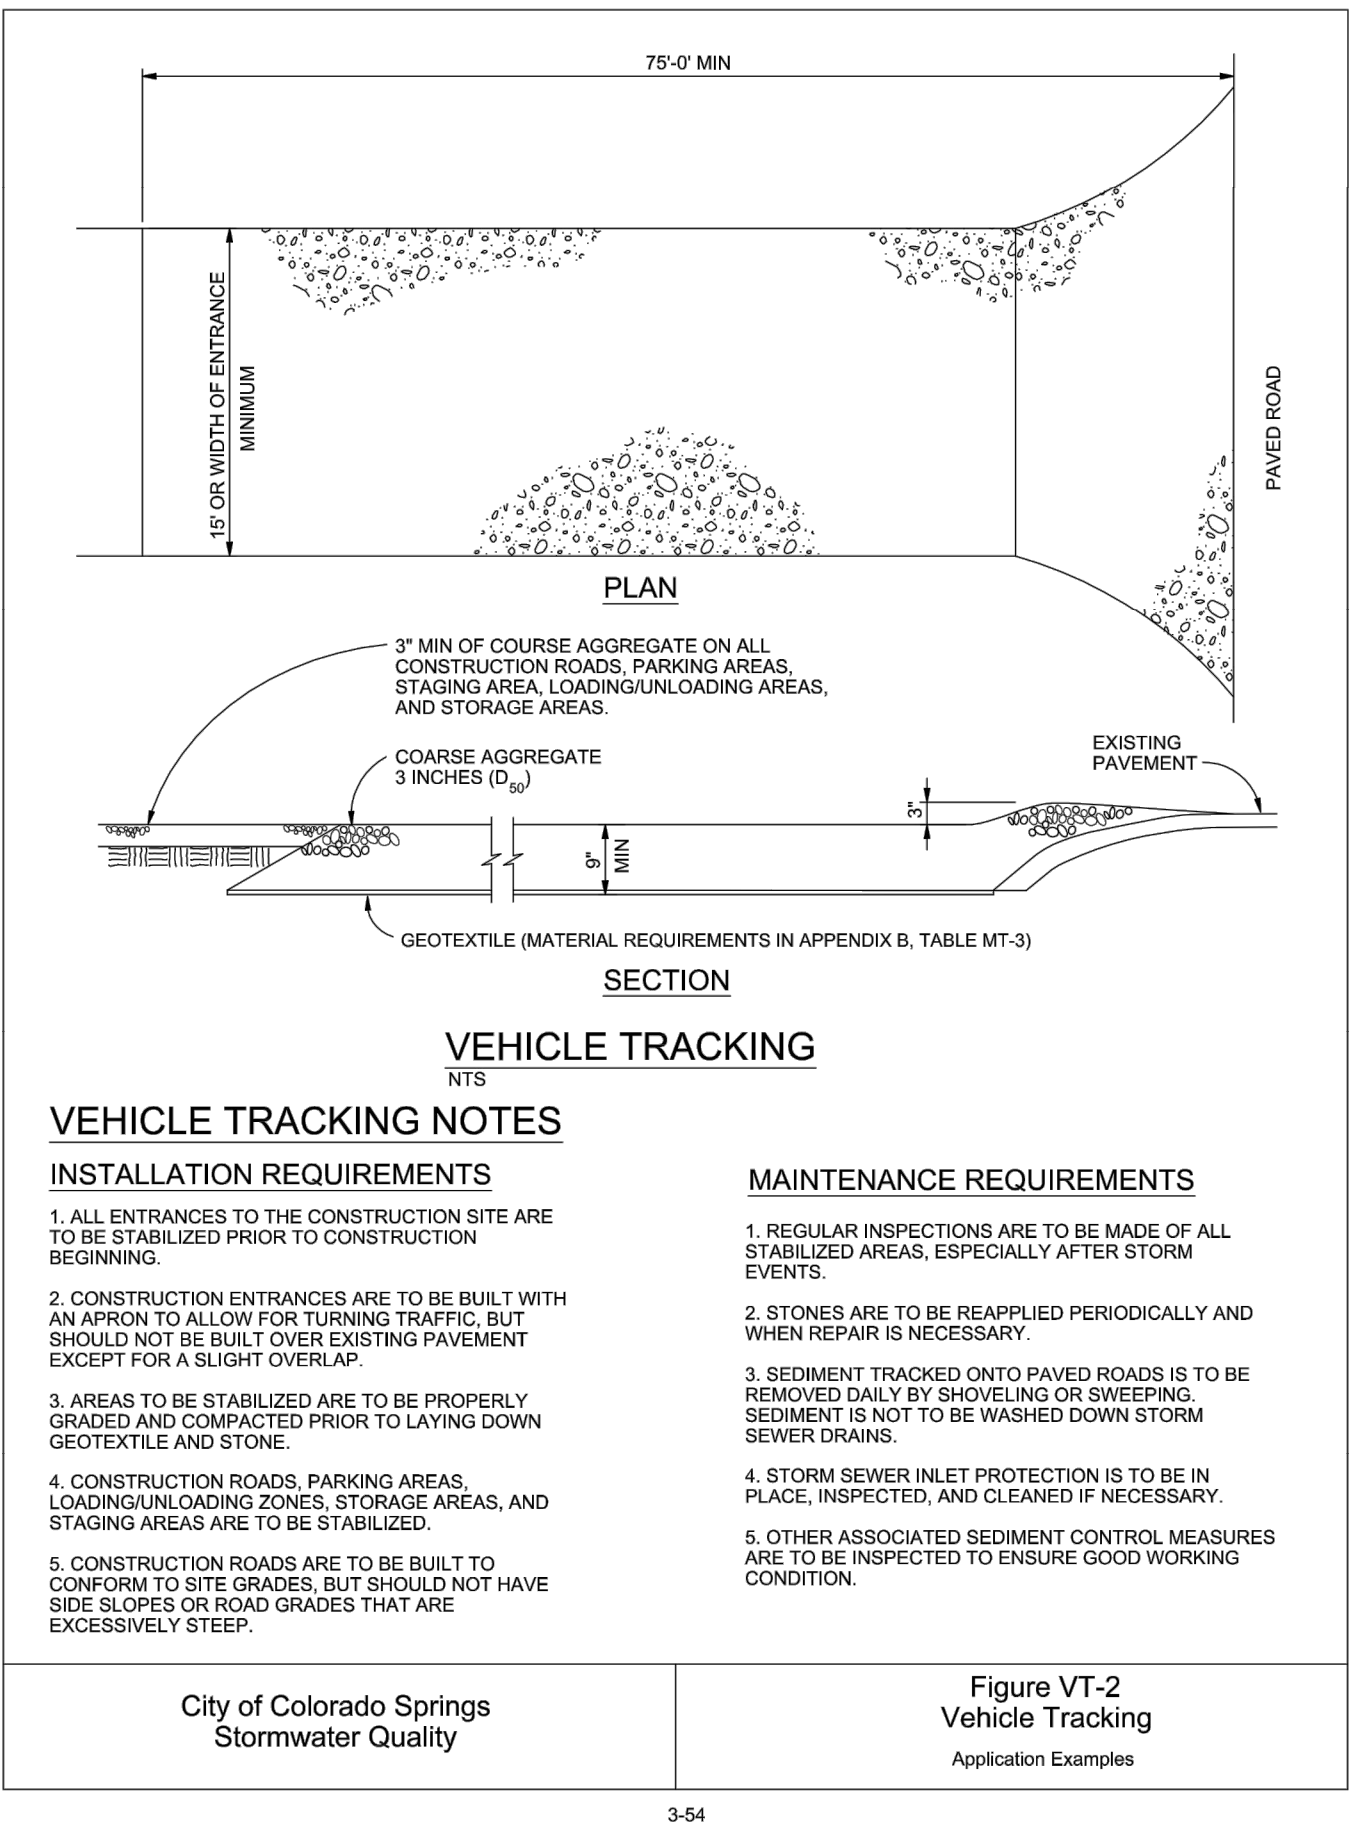 75'-0' MIN
15' OR WIDTH OF ENTRANCE
MINIMUM
PAVED ROAD
PLAN
3" MIN OF COURSE AGGREGATE ON ALL
CONSTRUCTION ROADS, PARKING AREAS,
STAGING AREA, LOADING/UNLOADING AREAS,
AND STORAGE AREAS.
COARSE AGGREGATE
3 INCHES (D50)
EXISTING
PAVEMENT
3"
9"
MIN
GEOTEXTILE (MATERIAL REQUIREMENTS IN APPENDIX B, TABLE MT-3)
SECTION
VEHICLE TRACKING
NTS
VEHICLE TRACKING NOTES
INSTALLATION REQUIREMENTS
1. ALL ENTRANCES TO THE CONSTRUCTION SITE ARE
TO BE STABILIZED PRIOR TO CONSTRUCTION
BEGINNING.
2. CONSTRUCTION ENTRANCES ARE TO BE BUILT WITH
AN APRON TO ALLOW FOR TURNING TRAFFIC, BUT
SHOULD NOT BE BUILT OVER EXISTING PAVEMENT
EXCEPT FOR A SLIGHT OVERLAP.
3. AREAS TO BE STABILIZED ARE TO BE PROPERLY
GRADED AND COMPACTED PRIOR TO LAYING DOWN
GEOTEXTILE AND STONE.
4. CONSTRUCTION ROADS, PARKING AREAS,
LOADING/UNLOADING ZONES, STORAGE AREAS, AND
STAGING AREAS ARE TO BE STABILIZED.
5. CONSTRUCTION ROADS ARE TO BE BUILT TO
CONFORM TO SITE GRADES, BUT SHOULD NOT HAVE
SIDE SLOPES OR ROAD GRADES THAT ARE
EXCESSIVELY STEEP.
MAINTENANCE REQUIREMENTS
1. REGULAR INSPECTIONS ARE TO BE MADE OF ALL
STABILIZED AREAS, ESPECIALLY AFTER STORM
EVENTS.
2. STONES ARE TO BE REAPPLIED PERIODICALLY AND
WHEN REPAIR IS NECESSARY.
3. SEDIMENT TRACKED ONTO PAVED ROADS IS TO BE
REMOVED DAILY BY SHOVELING OR SWEEPING.
SEDIMENT IS NOT TO BE WASHED DOWN STORM
SEWER DRAINS.
4. STORM SEWER INLET PROTECTION IS TO BE IN
PLACE, INSPECTED, AND CLEANED IF NECESSARY.
5. OTHER ASSOCIATED SEDIMENT CONTROL MEASURES
ARE TO BE INSPECTED TO ENSURE GOOD WORKING
CONDITION.
City of Colorado Springs
Stormwater Quality
Figure VT-2
Vehicle Tracking
Application Examples
3-54